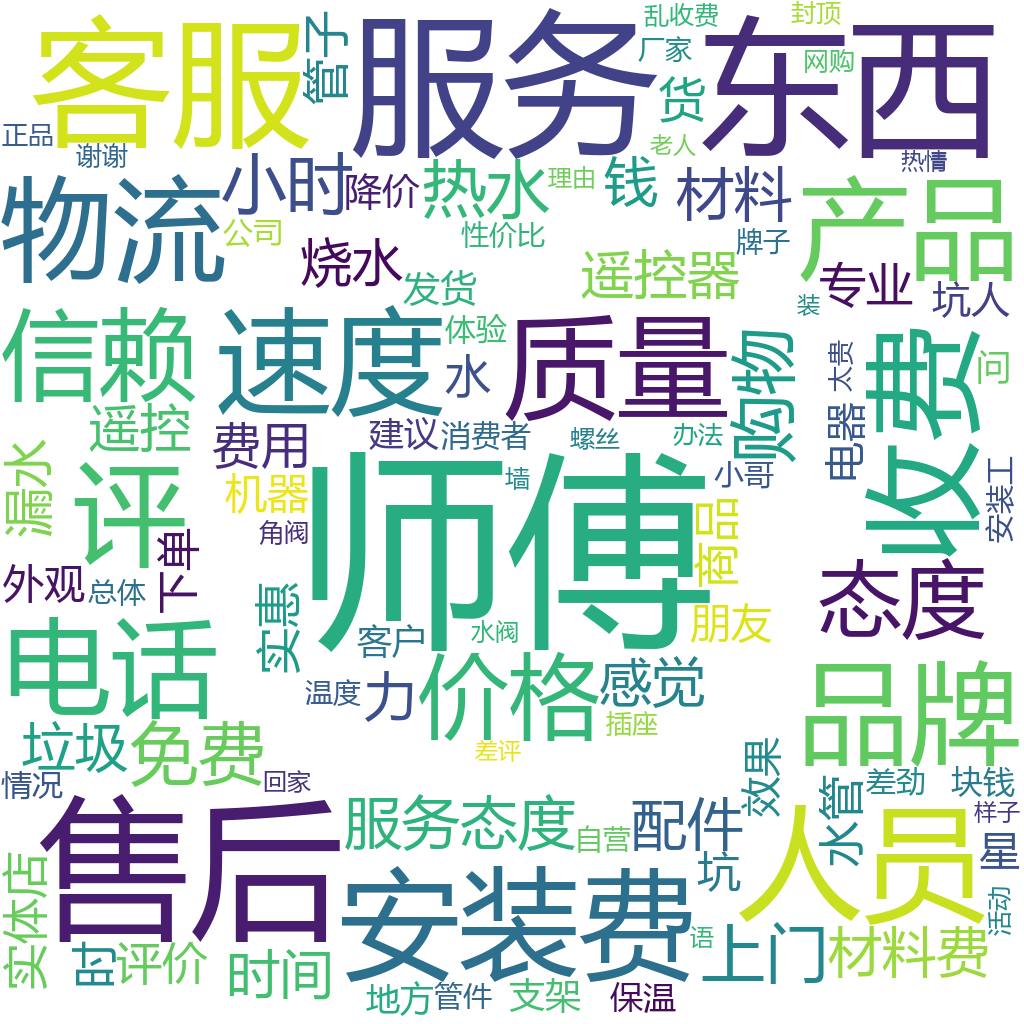 客服
管子
服务
乱收费
厂家
货
东西
封顶
网购
正品
谢谢
老人
热情
物流
小时
降价
热水
理由
钱
材料
产品
公司
性价比
牌子
烧水
发货
遥控器
专业
坑人
装
信赖
速度
体验
水
质量
购物
太贵
收费
问
遥控
费用
建议
消费者
螺丝
办法
电器
漏水
评
机器
师傅
墙
小哥
安装工
角阀
商品
下单
外观
总体
态度
实惠
朋友
电话
客户
水阀
价格
感觉
品牌
温度
力
插座
垃圾
免费
差评
效果
情况
回家
差劲
块钱
售后
服务态度
自营
配件
水管
人员
样子
星
坑
实体店
安装费
活动
时
评价
时间
语
上门
材料费
地方
管件
支架
保温